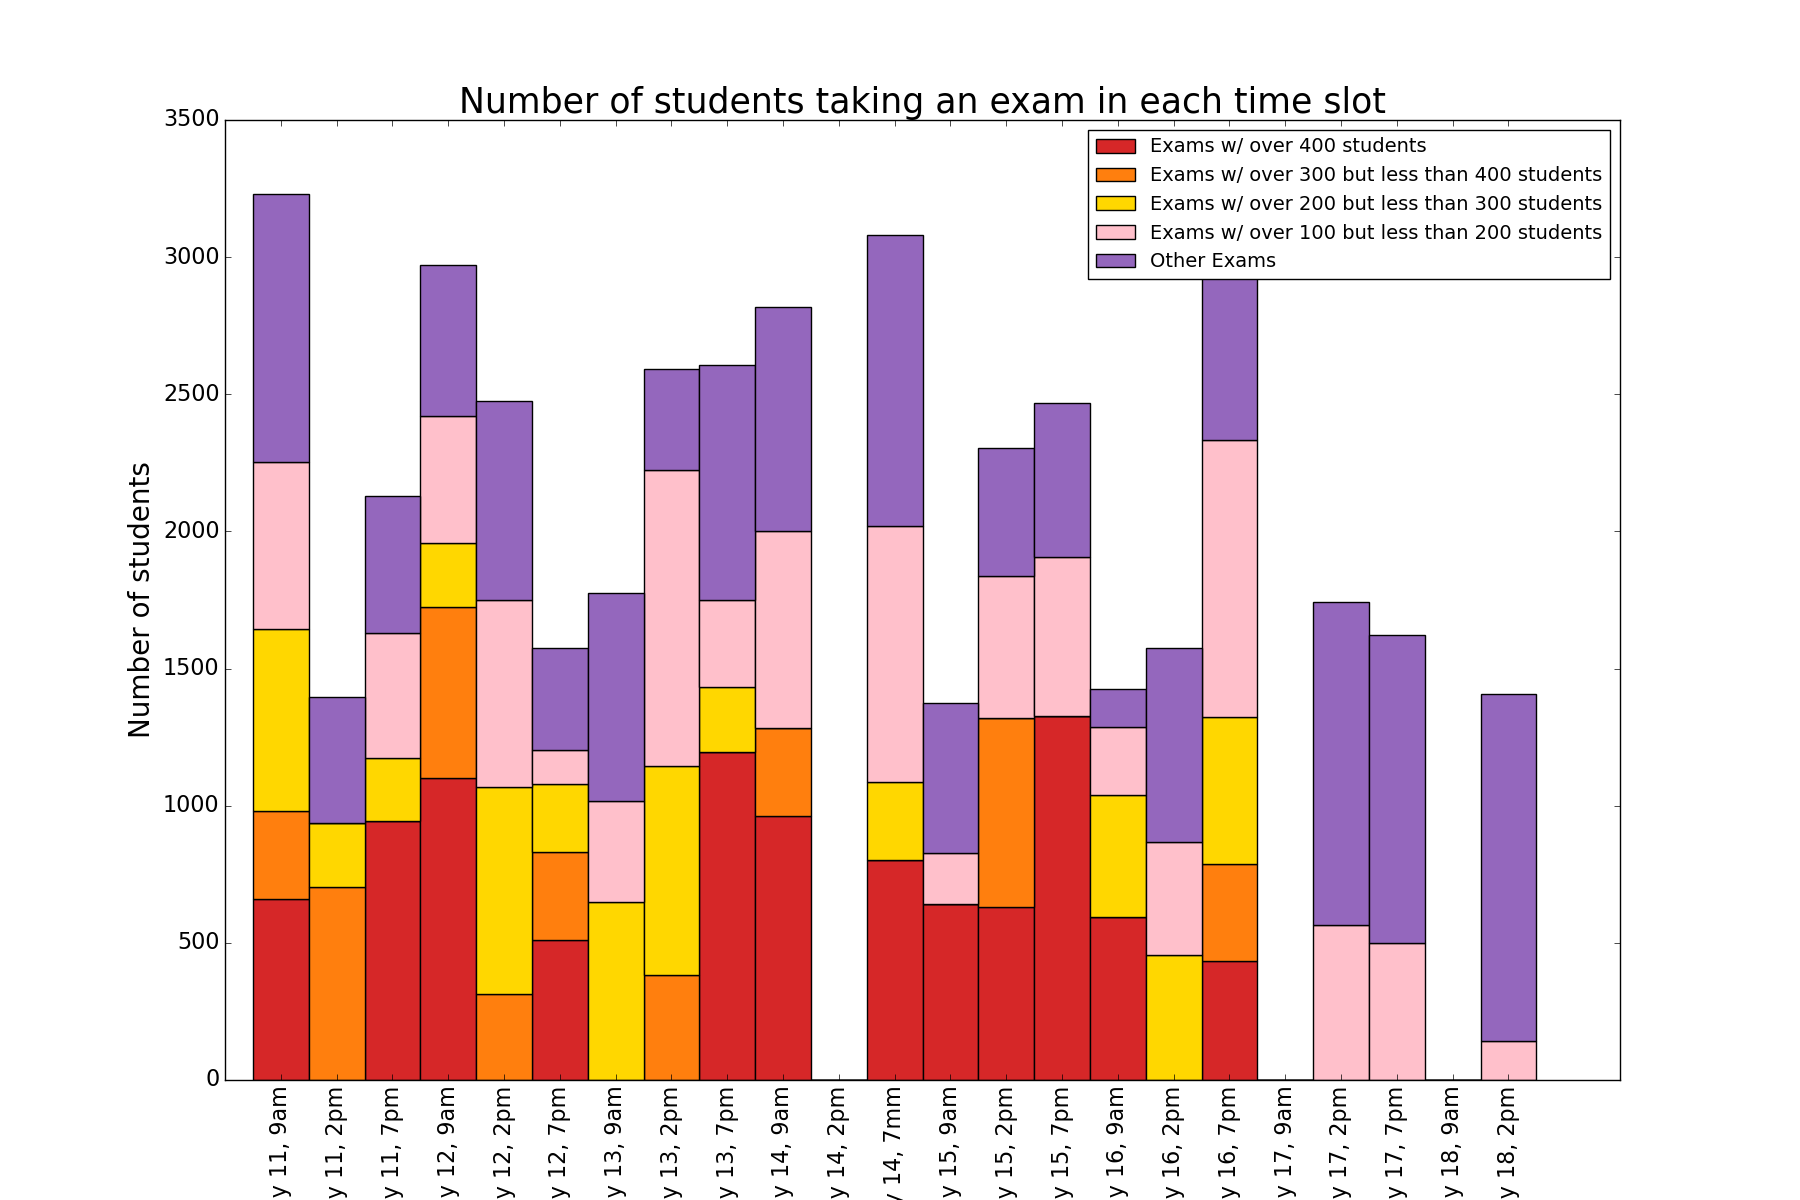 Number of students taking an exam in each time slot
Exams w/ over 400 students
Exams w/ over 300 but less than 400 students
Exams w/ over 200 but less than 300 students
Exams w/ over 100 but less than 200 students
Other Exams
Number of students
3500
3000
2500
2000
1500
1000
500
0
y 11, 9am
y 11, 2pm
y 11, 7pm
y 12, 9am
y 12, 2pm
y 12, 7pm
y 13, 9am
y 13, 2pm
y 13, 7pm
y 14, 9am
y 14, 2pm
y 14, 7mm
y 15, 9am
y 15, 2pm
y 15, 7pm
y 16, 9am
y 16, 2pm
y 16, 7pm
y 17, 9am
y 17, 2pm
y 17, 7pm
y 18, 9am
y 18, 2pm